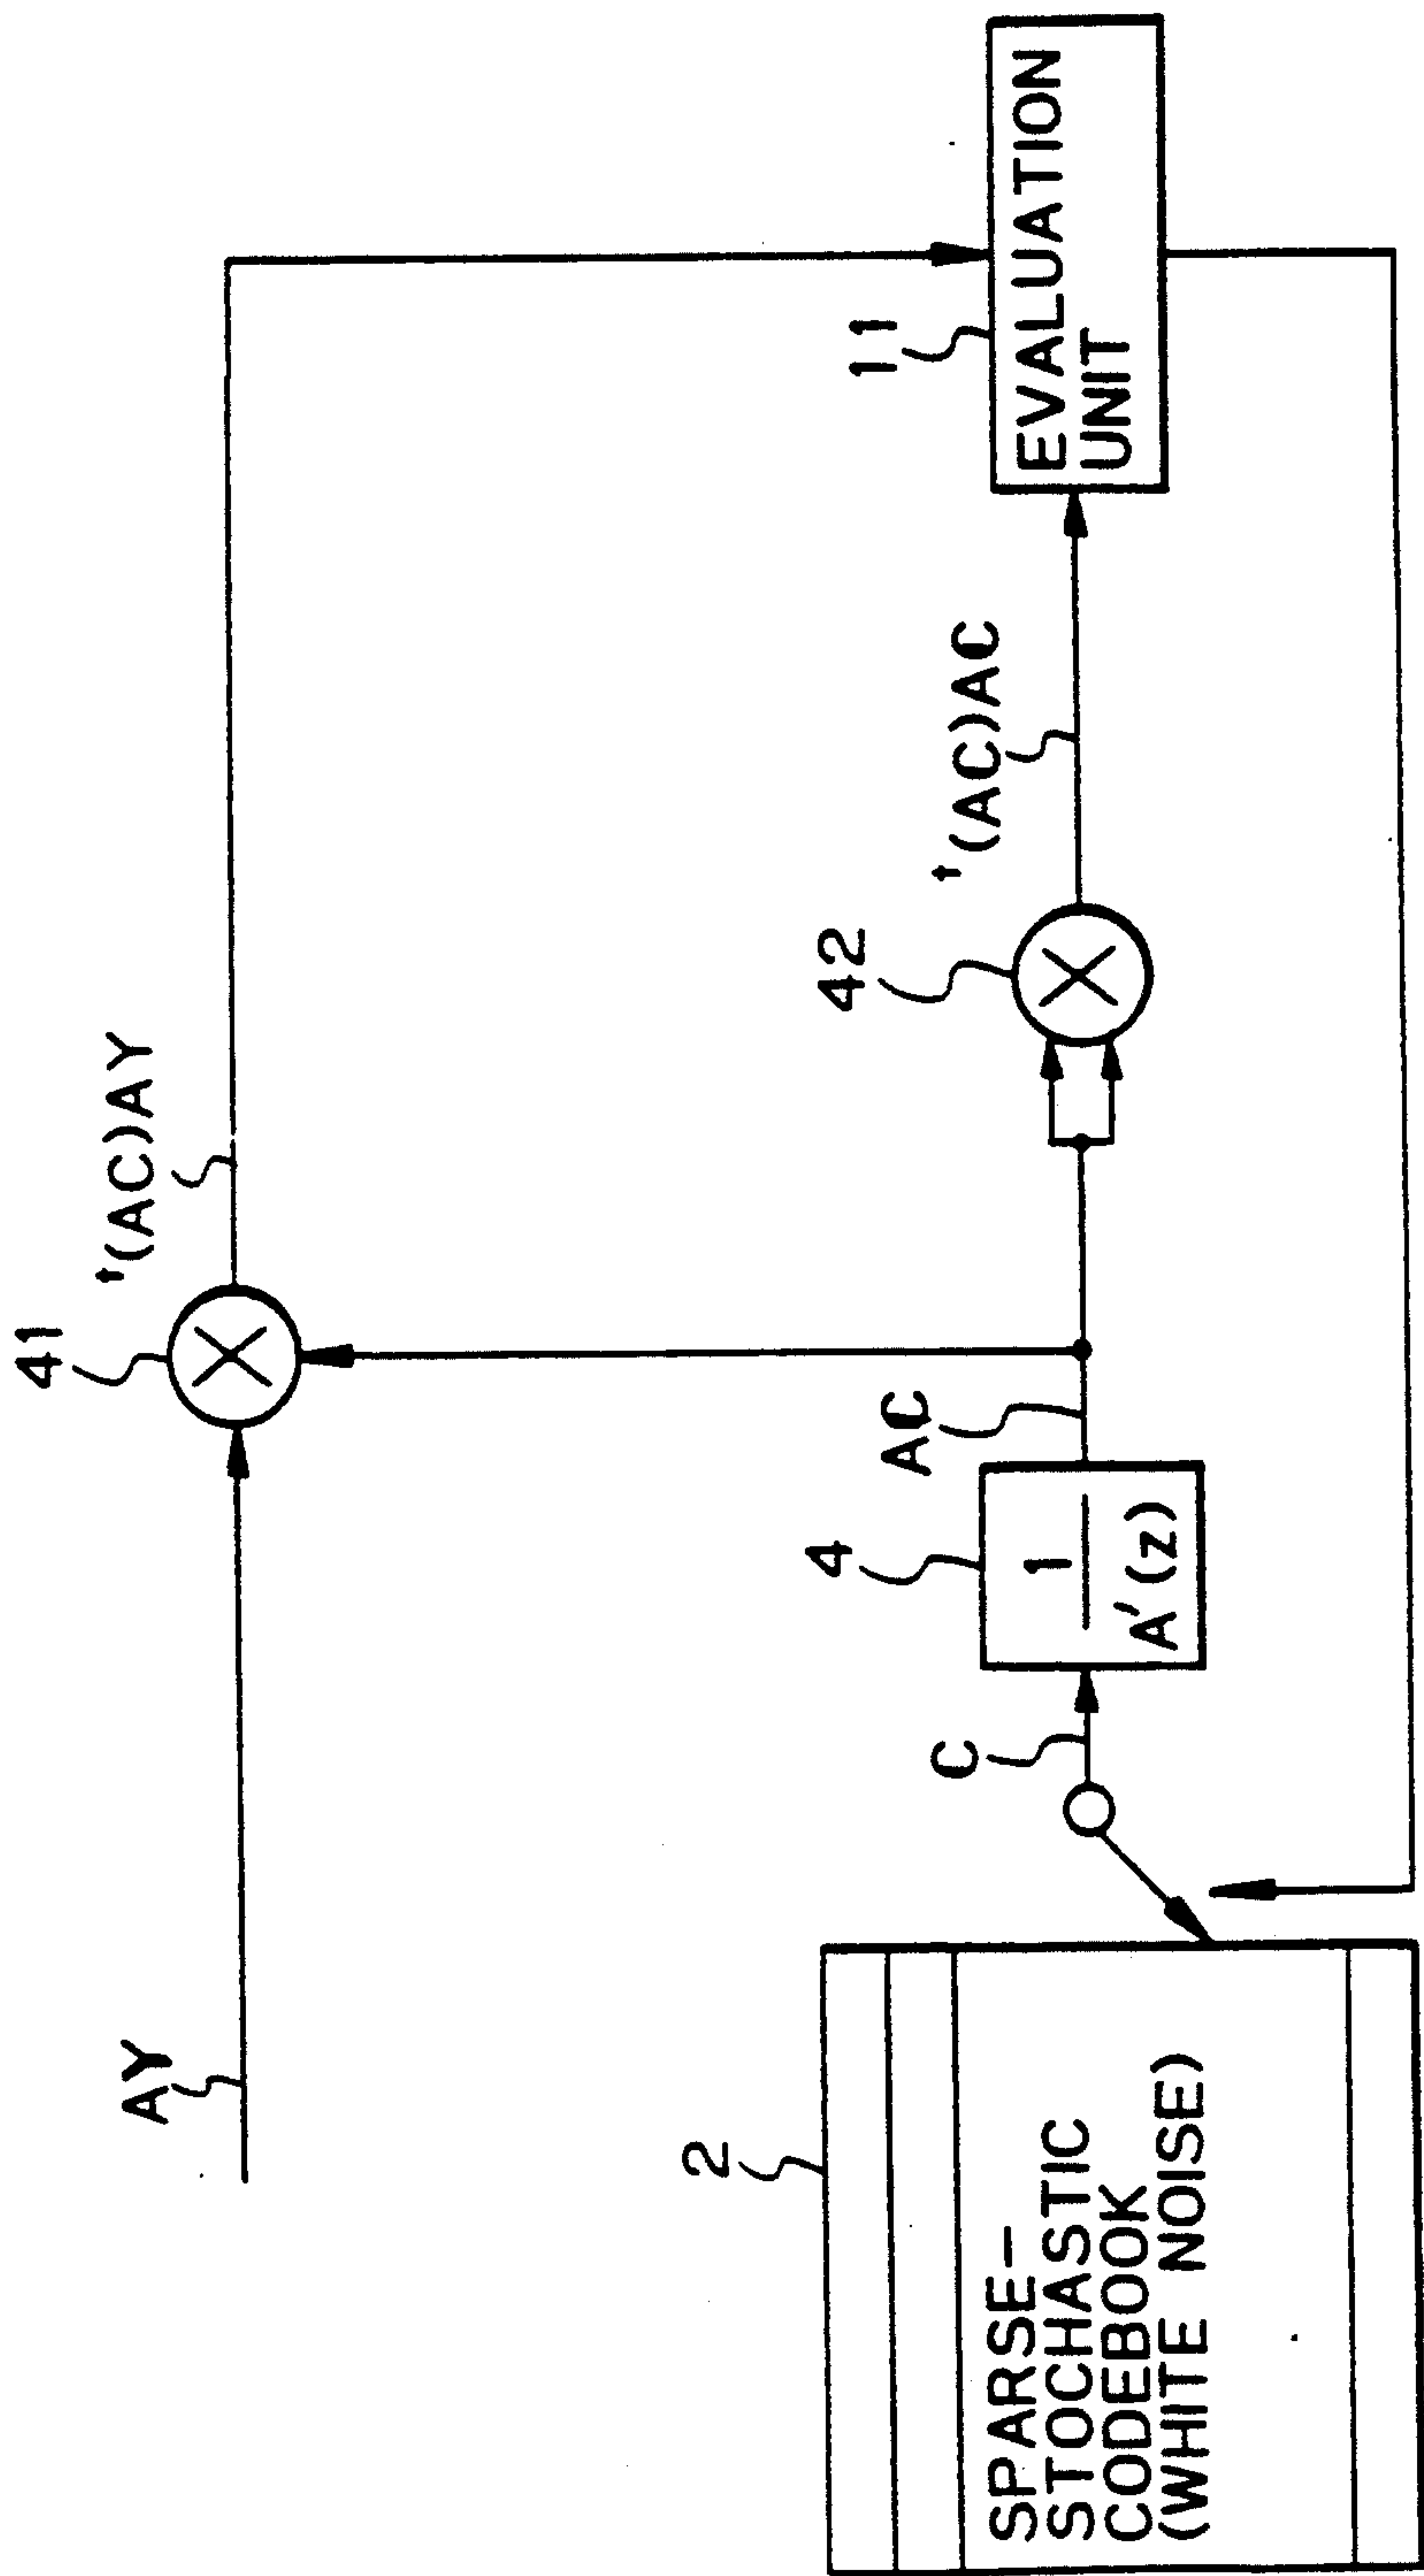 41
ᵗ(AC)AY
AY
42
ᵗ(AC)AC
11
EVALUATION
UNIT
4
AC
1
A'(z)
C
2
SPARSE-
STOCHASTIC
CODEBOOK
(WHITE NOISE)